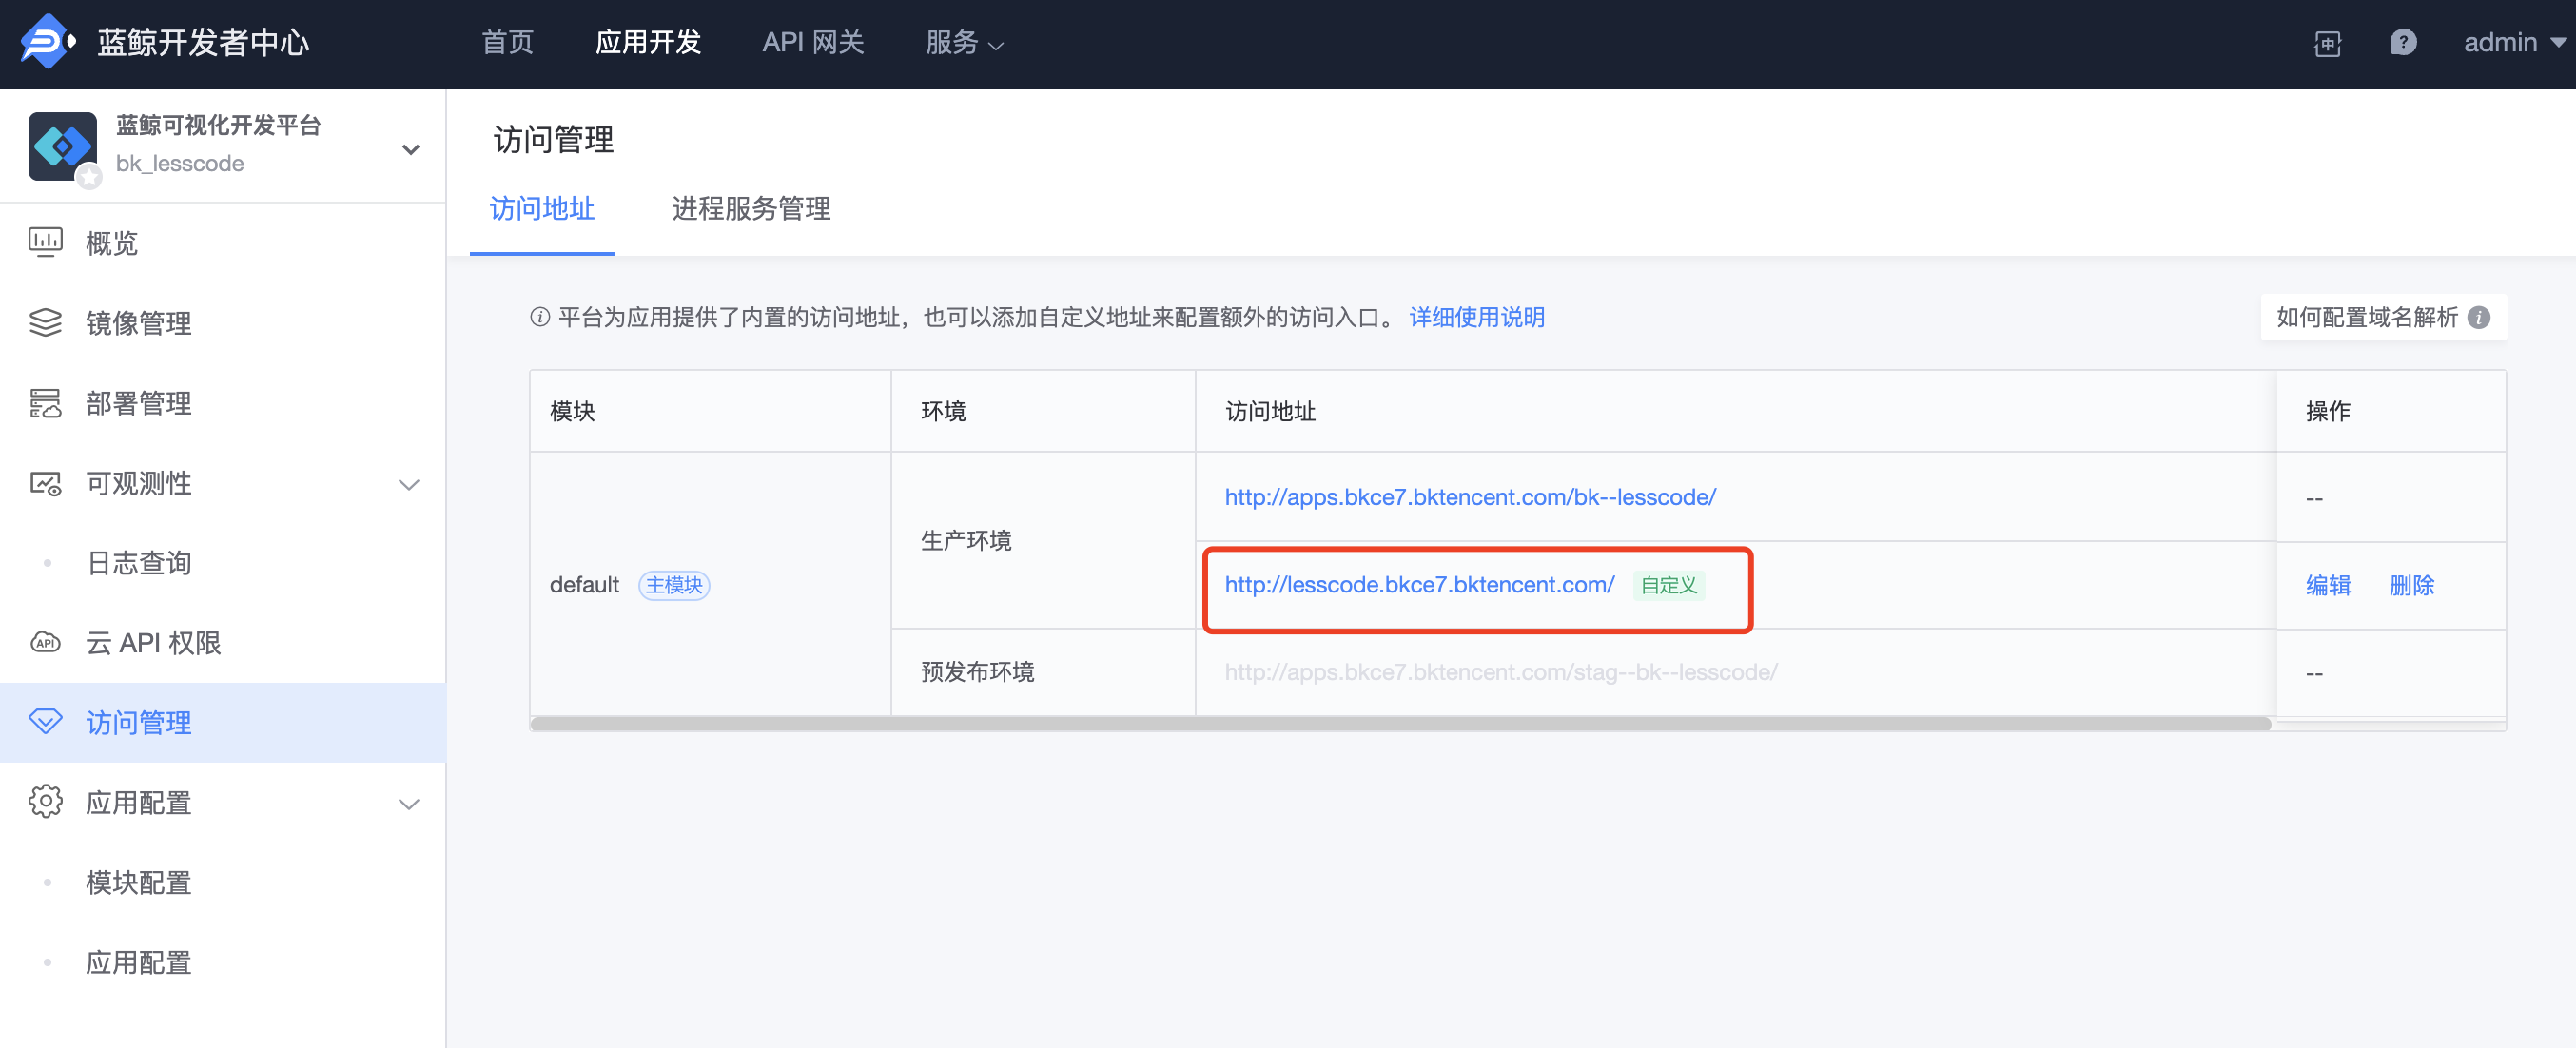 蓝鲸开发者中心 首页 应用开发 API 网关 服务 中 ? admin
蓝鲸可视化开发平台
bk_lesscode
概览
镜像管理
部署管理
可观测性
日志查询
API 云 API 权限
访问管理
应用配置
模块配置
应用配置
访问管理
访问地址 进程服务管理
平台为应用提供了内置的访问地址，也可以添加自定义地址来配置额外的访问入口。 详细使用说明 如何配置域名解析
模块 环境 访问地址 操作
default 主模块
生产环境
http://apps.bkce7.bktencent.com/bk--lesscode/ --
http://lesscode.bkce7.bktencent.com/ 自定义 编辑 删除
预发布环境 http://apps.bkce7.bktencent.com/stag--bk--lesscode/ --